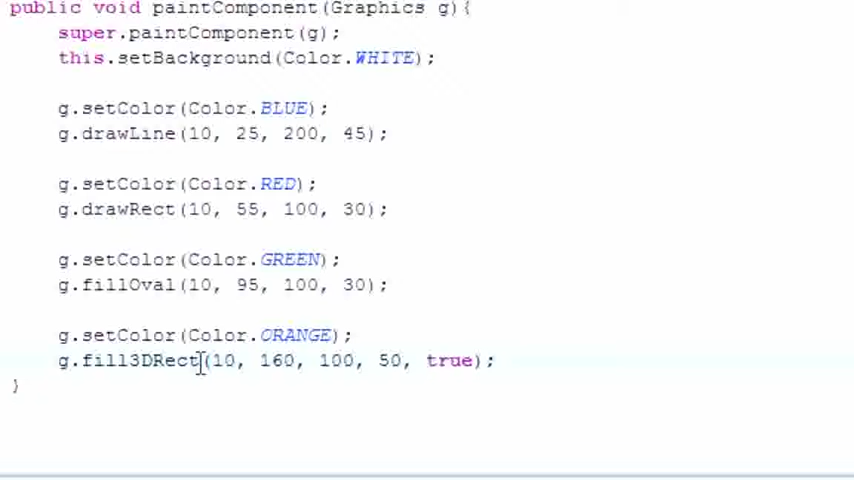 public void paintComponent(Graphics g){
super.paintComponent(g);
this.setBackground(Color.WHITE);
g.setColor(Color.BLUE);
g.drawLine(10, 25, 200, 45);
g.setColor(Color.RED);
g.drawRect(10, 55, 100, 30);
g.setColor(Color.GREEN);
g.fillOval(10, 95, 100, 30);
g.setColor(Color.ORANGE);
g.fill3DRect(10, 160, 100, 50, true);
}